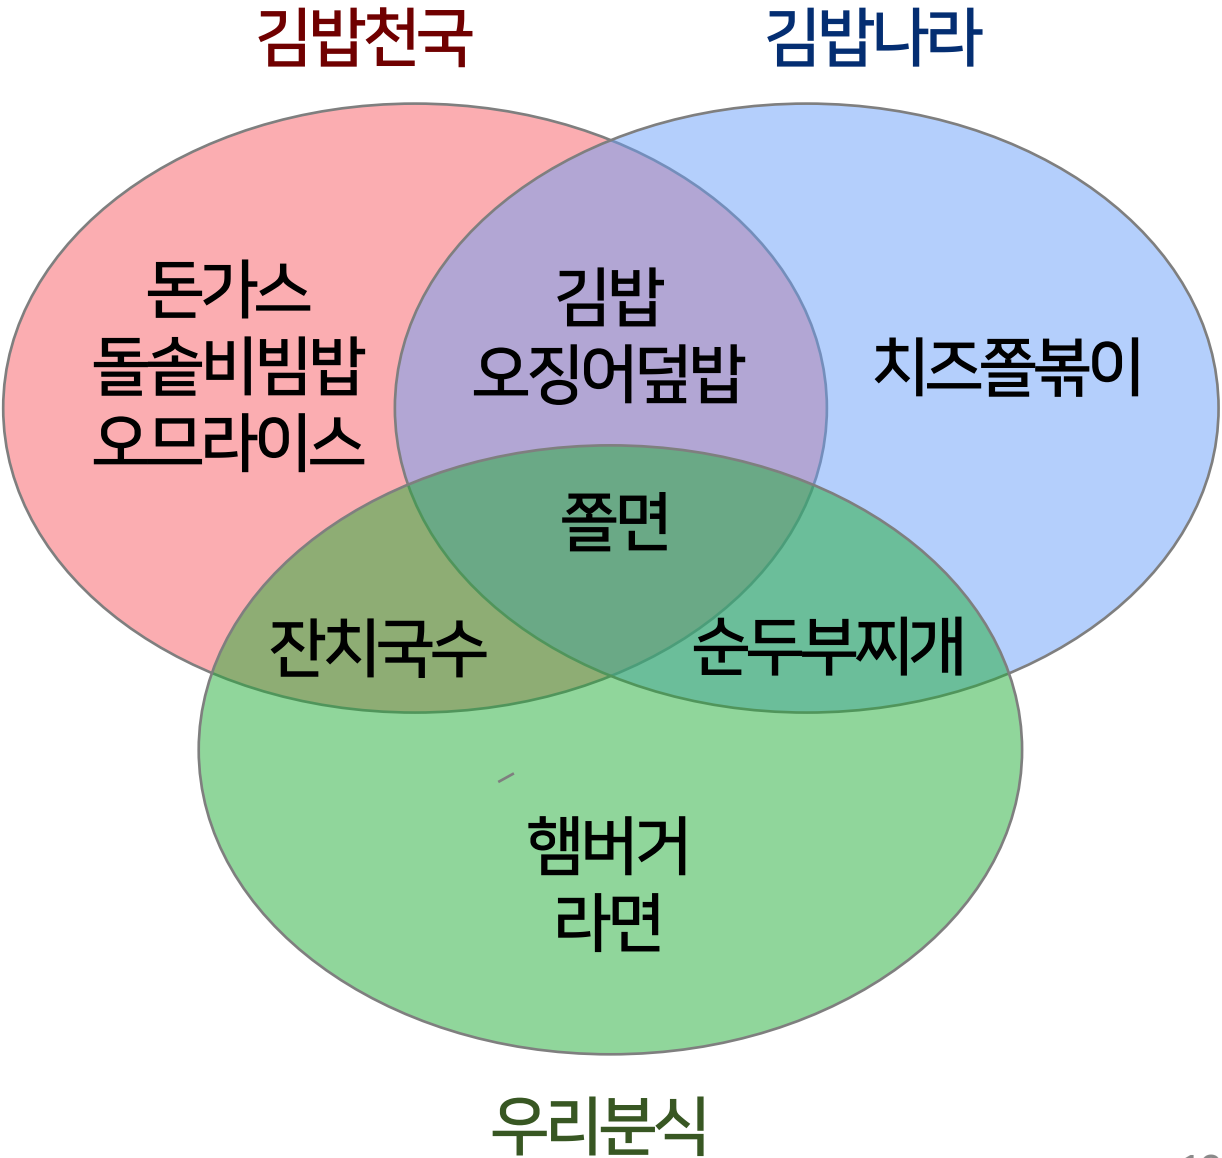 김밥천국
김밥나라
돈가스
돌솥비빔밥
오므라이스
김밥
오징어덮밥
치즈쫄볶이
쫄면
잔치국수
순두부찌개
햄버거
라면
우리분식